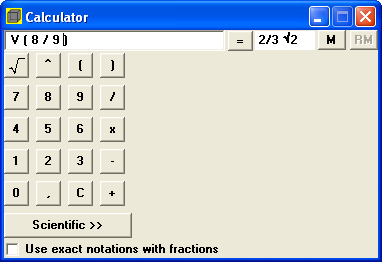 Calculator
V ( 8 / 9 ) = 2/3 √2 M RM
√ ^ ( )
7 8 9 /
4 5 6 x
1 2 3 -
0 , C +
Scientific >>
Use exact notations with fractions